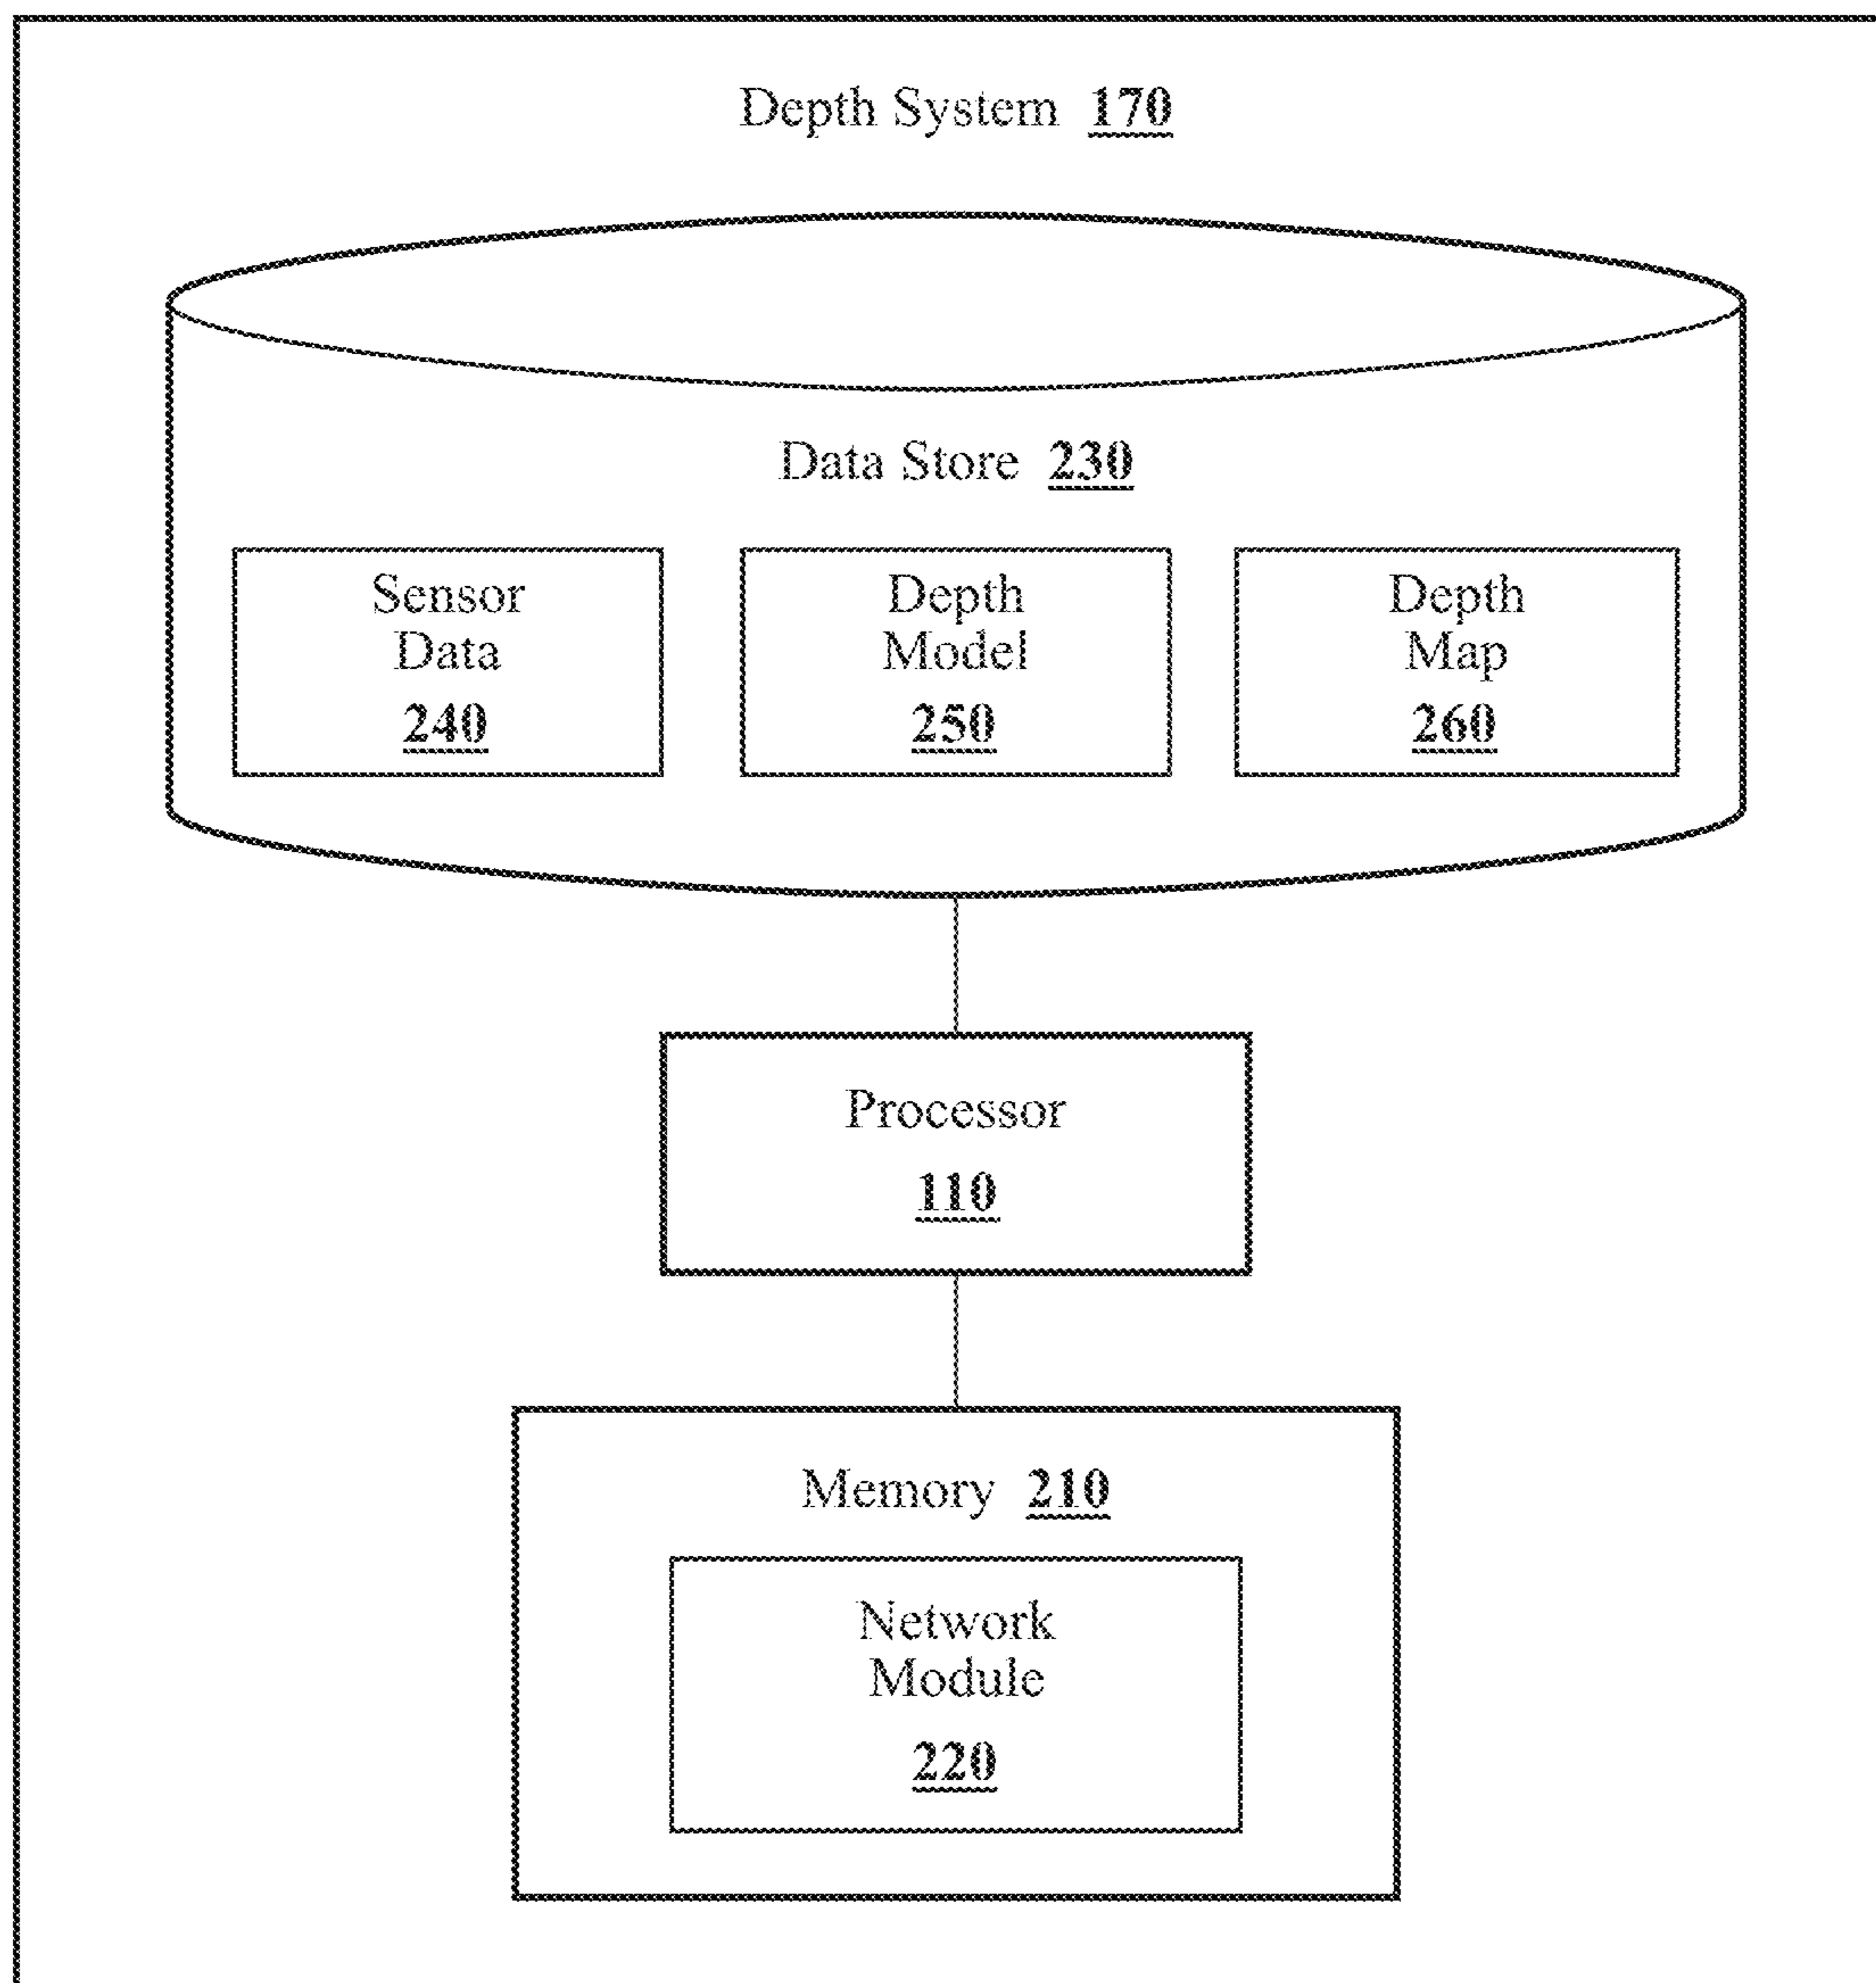 Depth System 170
Data Store 230
Sensor
Data
240
Depth
Model
250
Depth
Map
260
Processor
110
Memory 210
Network
Module
220